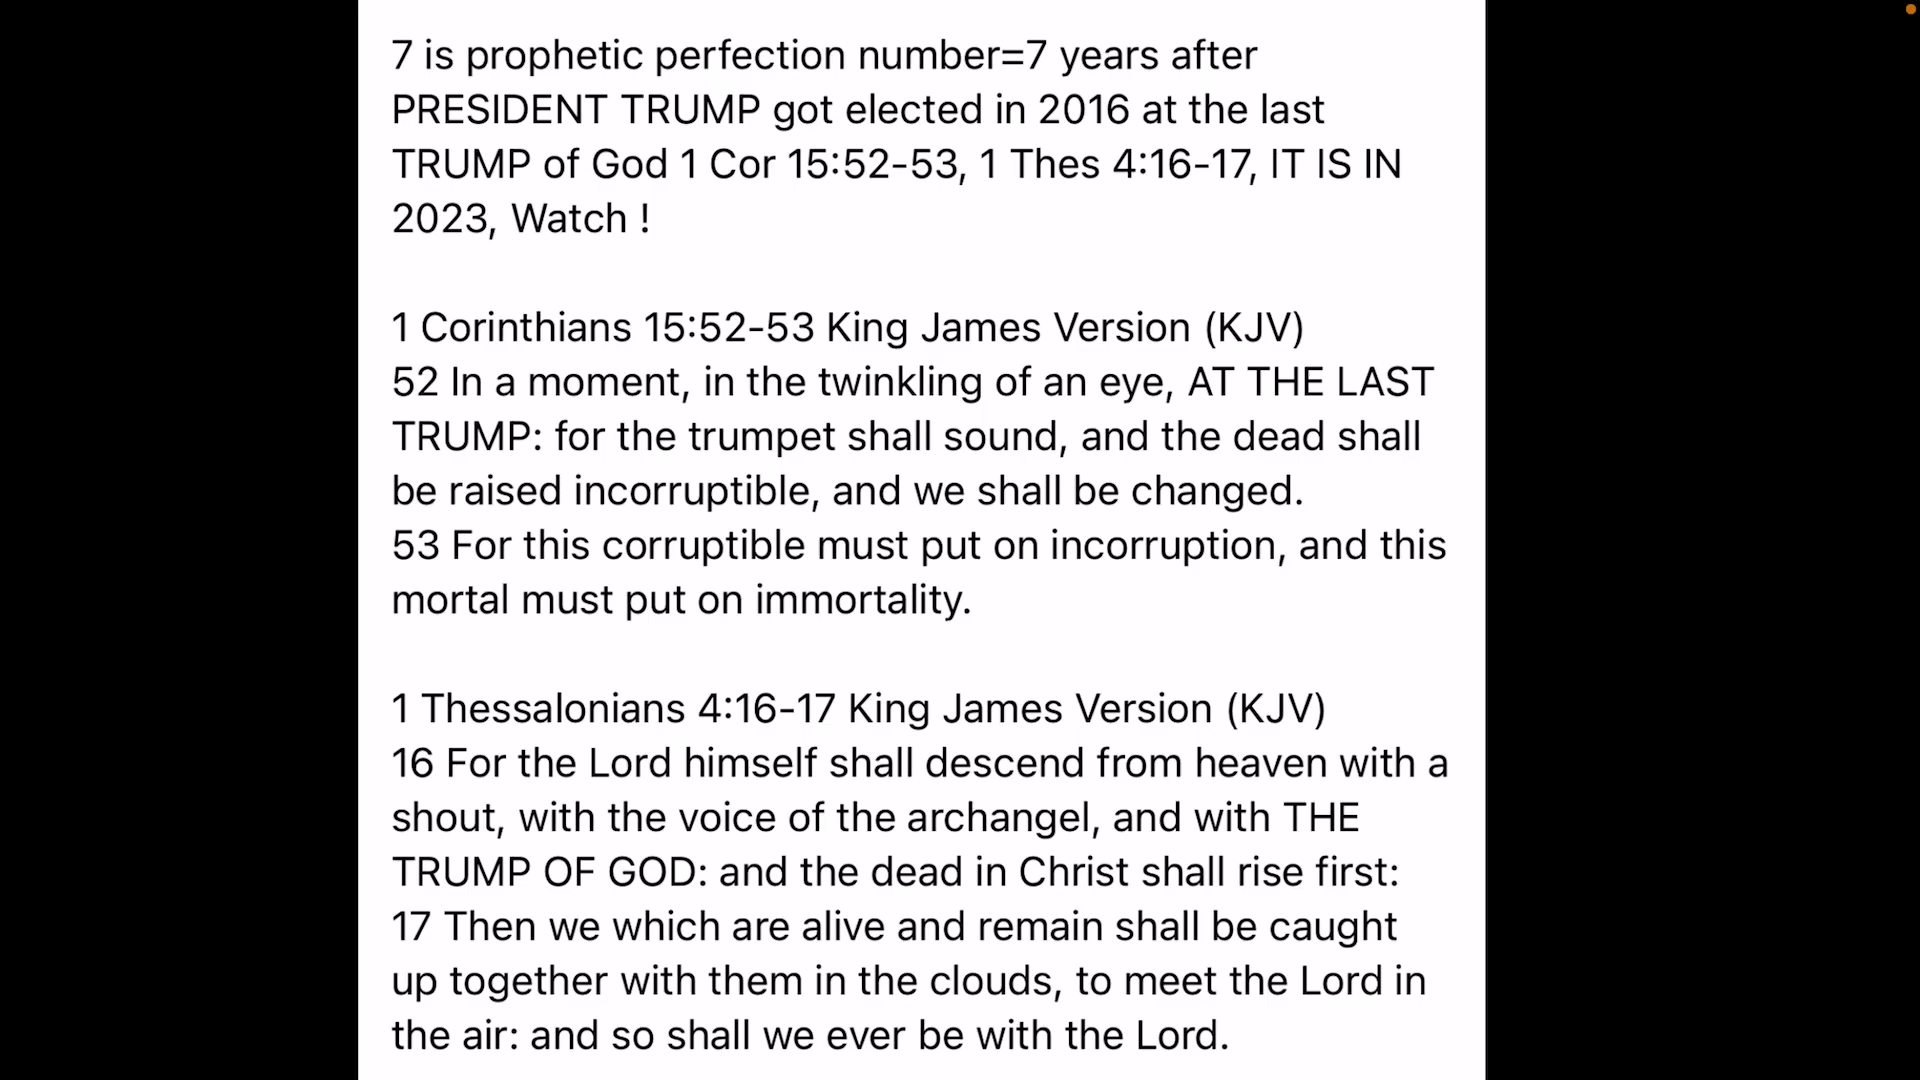 7 is prophetic perfection number=7 years after
PRESIDENT TRUMP got elected in 2016 at the last
TRUMP of God 1 Cor 15:52-53, 1 Thes 4:16-17, IT IS IN
2023, Watch !
1 Corinthians 15:52-53 King James Version (KJV)
52 In a moment, in the twinkling of an eye, AT THE LAST
TRUMP: for the trumpet shall sound, and the dead shall
be raised incorruptible, and we shall be changed.
53 For this corruptible must put on incorruption, and this
mortal must put on immortality.
1 Thessalonians 4:16-17 King James Version (KJV)
16 For the Lord himself shall descend from heaven with a
shout, with the voice of the archangel, and with THE
TRUMP OF GOD: and the dead in Christ shall rise first:
17 Then we which are alive and remain shall be caught
up together with them in the clouds, to meet the Lord in
the air: and so shall we ever be with the Lord.